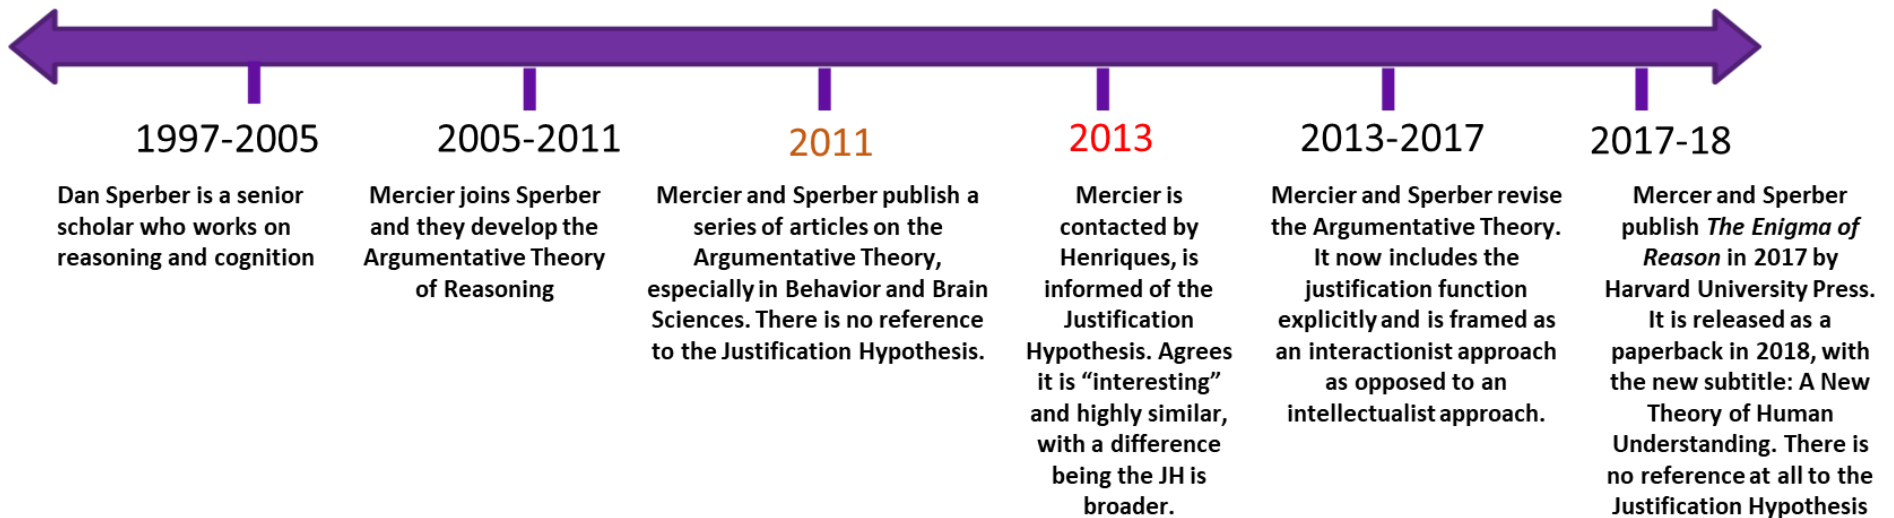 1997-2005
Dan Sperber is a senior
scholar who works on
reasoning and cognition
2005-2011
Mercier joins Sperber
and they develop the
Argumentative Theory
of Reasoning
2011
Mercier and Sperber publish a
series of articles on the
Argumentative Theory,
especially in Behavior and Brain
Sciences. There is no reference
to the Justification Hypothesis.
2013
Mercier is
contacted by
Henriques, is
informed of the
Justification
Hypothesis. Agrees
it is “interesting”
and highly similar,
with a difference
being the JH is
broader.
2013-2017
Mercier and Sperber revise
the Argumentative Theory.
It now includes the
justification function
explicitly and is framed as
an interactionist approach
as opposed to an
intellectualist approach.
2017-18
Mercer and Sperber
publish The Enigma of
Reason in 2017 by
Harvard University Press.
It is released as a
paperback in 2018, with
the new subtitle: A New
Theory of Human
Understanding. There is
no reference at all to the
Justification Hypothesis